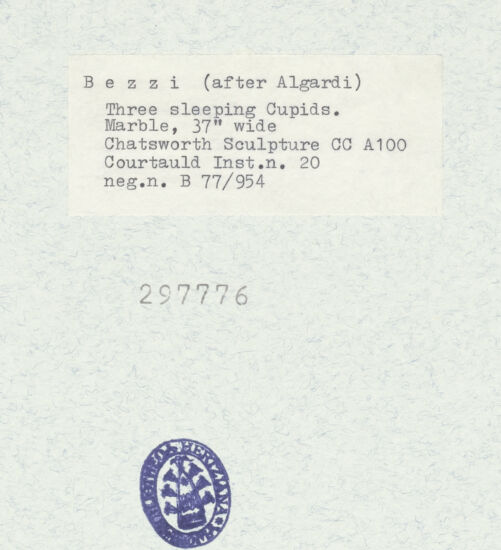 B e z z i (after Algardi)
Three sleeping Cupids.
Marble, 37" wide
Chatsworth Sculpture CC A100
Courtauld Inst.n. 20
neg.n. B 77/954
297776
HERTZIANA